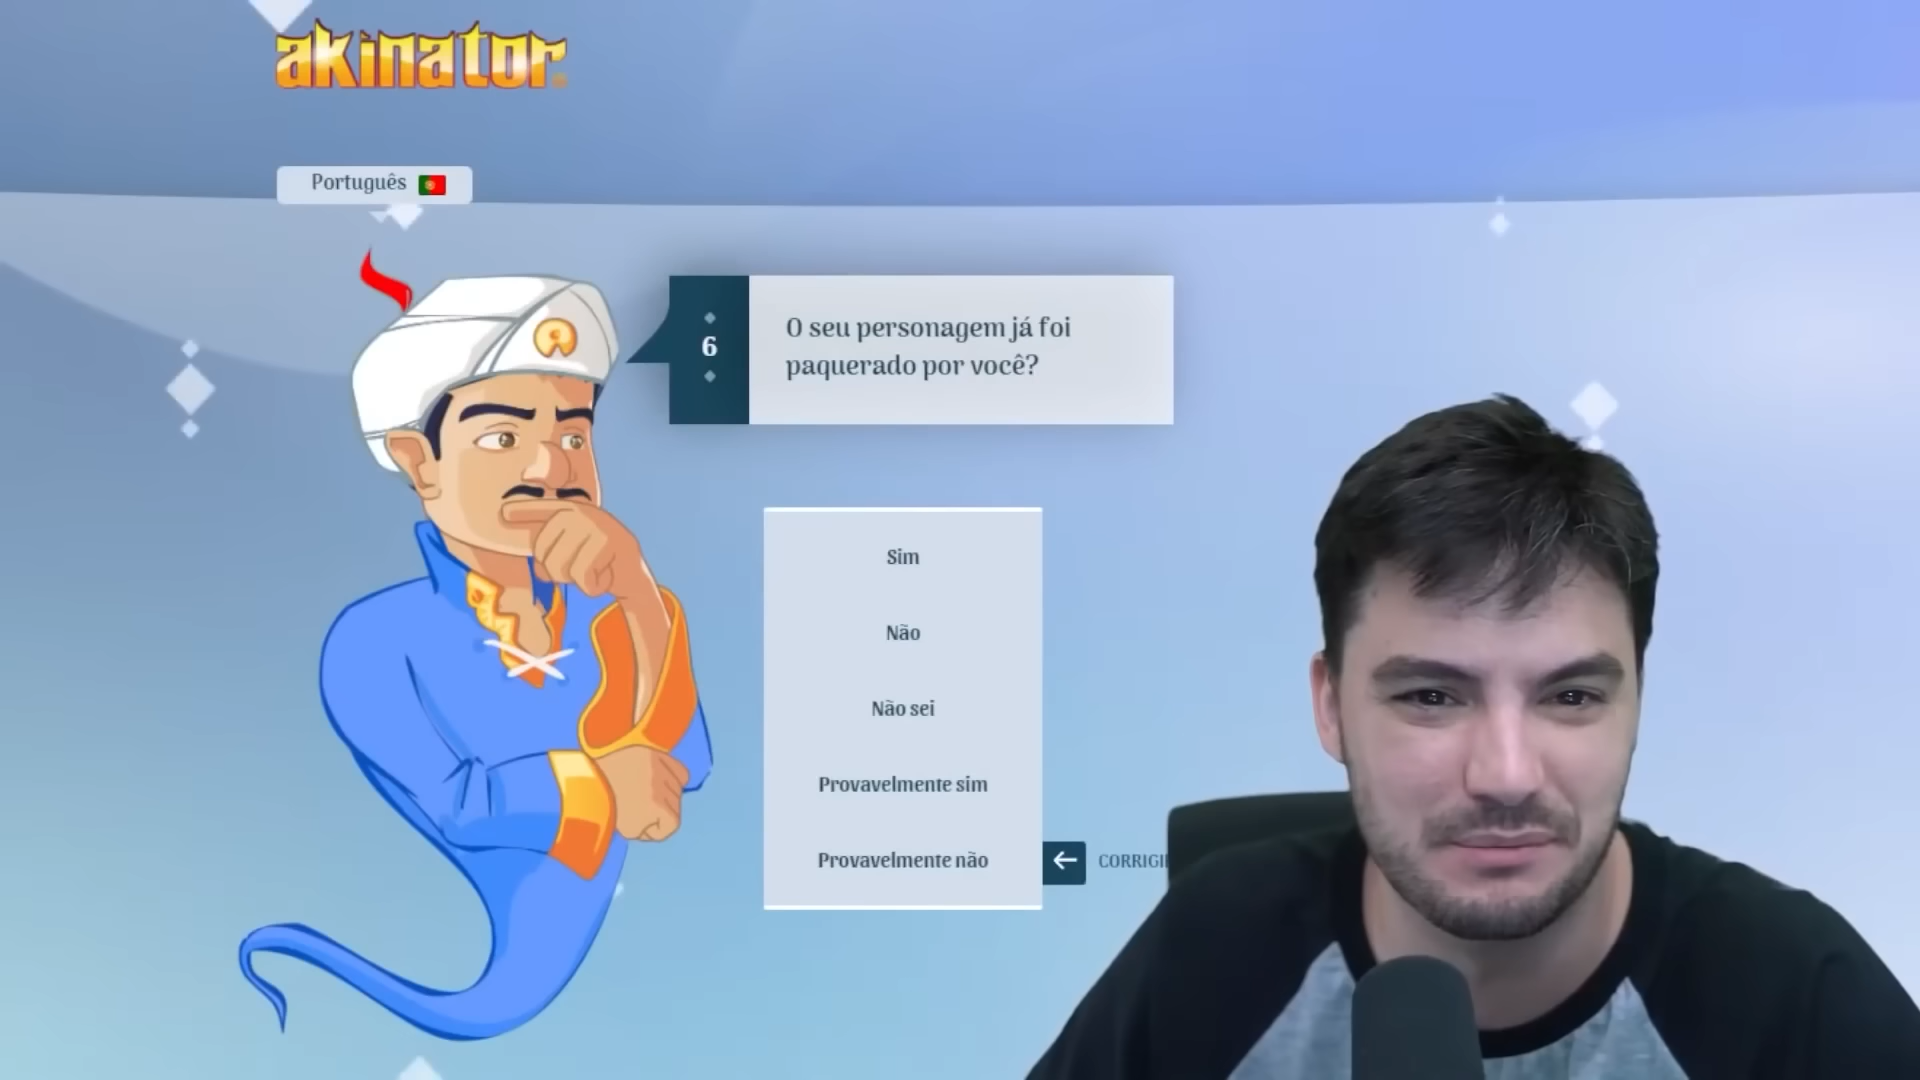 akinator
Português
6
O seu personagem já foi
paquerado por você?
Sim
Não
Não sei
Provavelmente sim
Provavelmente não